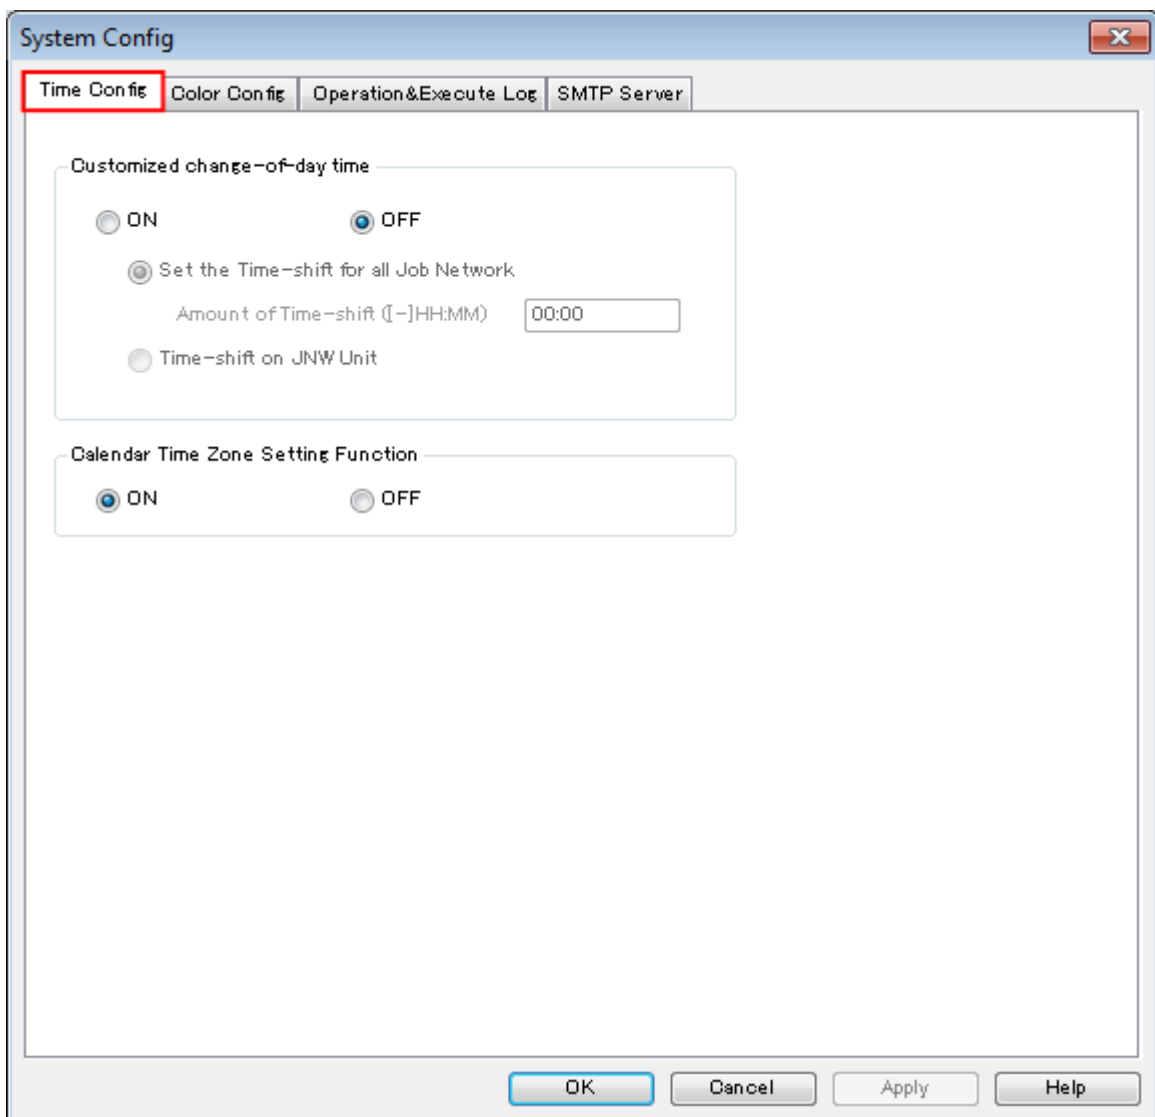 System Config
Time Config Color Config Operation&Execute Log SMTP Server
Customized change-of-day time
ON OFF
Set the Time-shift for all Job Network
Amount of Time-shift ([-]HH:MM) 00:00
Time-shift on JNW Unit
Calendar Time Zone Setting Function
ON OFF
OK Cancel Apply Help